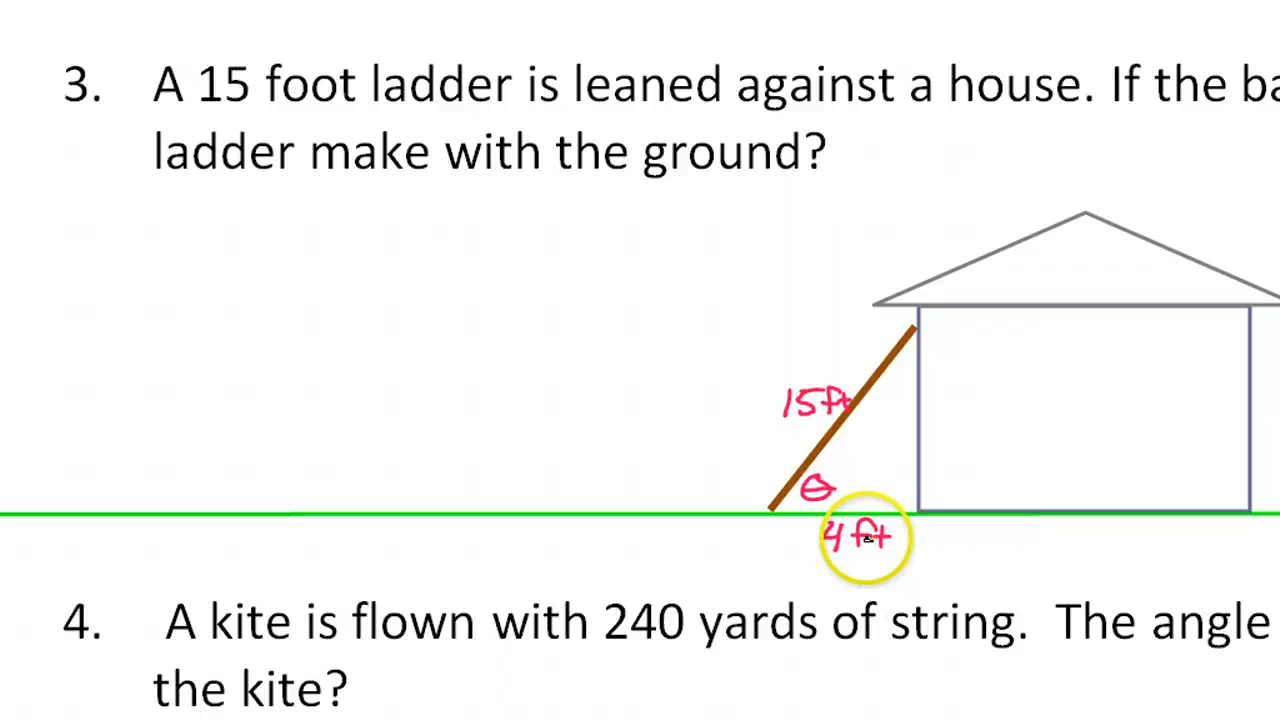 3. A 15 foot ladder is leaned against a house. If the
ladder make with the ground?
15ft
θ
4ft
4. A kite is flown with 240 yards of string. The angle
the kite?